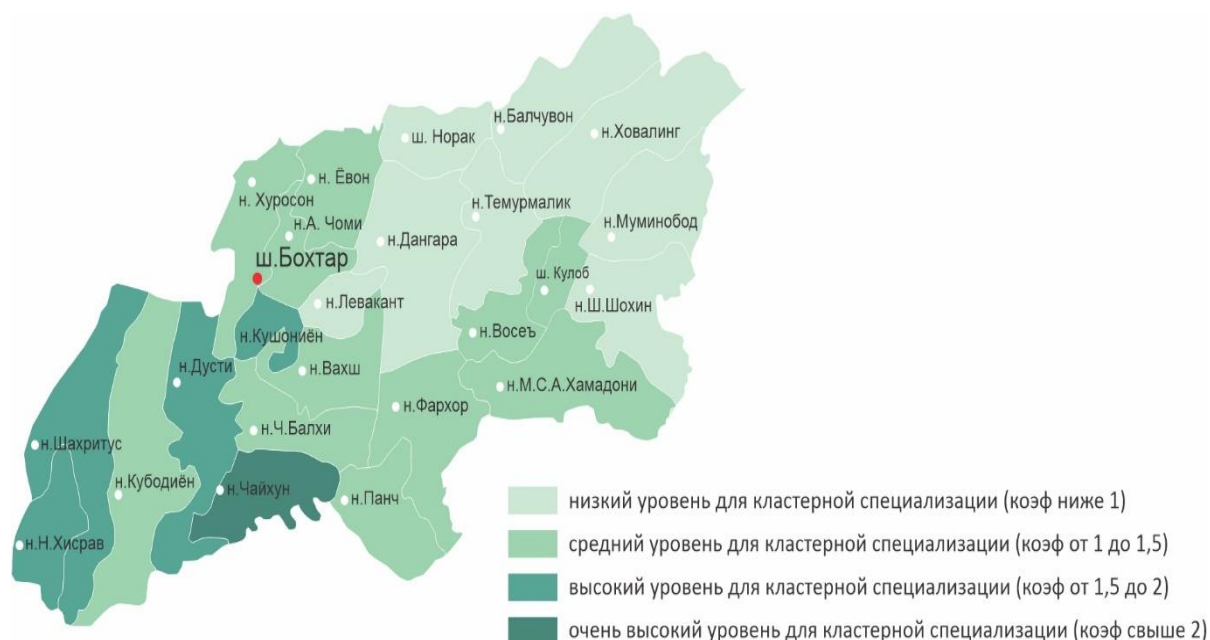 н.Балчувон
ш. Норак
н.Ховалинг
н. Ёвон
н. Хуросон
н.Темурмалик
н.А. Чоми
н.Муминобод
н.Дангара
ш.Бохтар
ш. Кулоб
н.Левакант
н.Ш.Шохин
н.Кушониён
н.Восеъ
н.Дусти
н.Вахш
н.М.С.А.Хамадони
н.Фархор
н.Ч.Балхи
н.Шахритус
н.Кубодиён
н.Чайхун
н.Панч
н.Н.Хисрав
низкий уровень для кластерной специализации (коэф ниже 1)
средний уровень для кластерной специализации (коэф от 1 до 1,5)
высокий уровень для кластерной специализации (коэф от 1,5 до 2)
очень высокий уровень для кластерной специализации (коэф свыше 2)